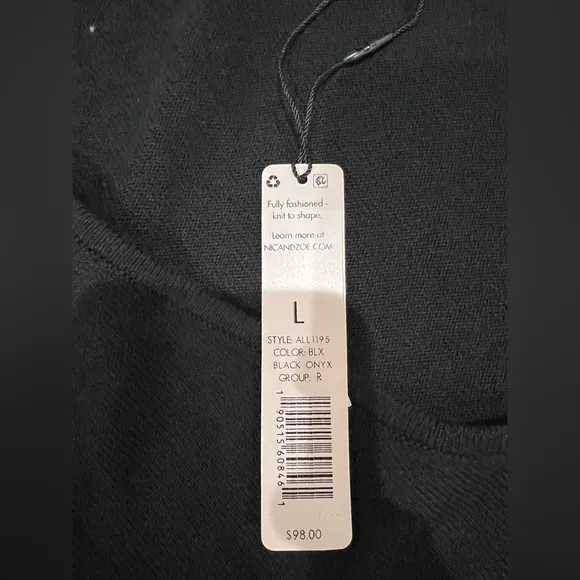 Fully fashioned -
knit to shape.
Learn more at
NICANDZOE.COM
L
STYLE: ALL1195
COLOR: BLX
BLACK ONYX
GROUP: R
1 90515 60846 1
$98.00